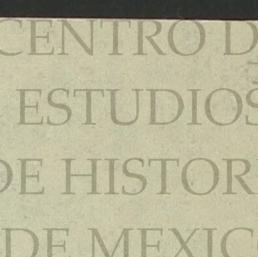 CENTRO D
ESTUDIOS
DE HISTOR
DE MEXIC